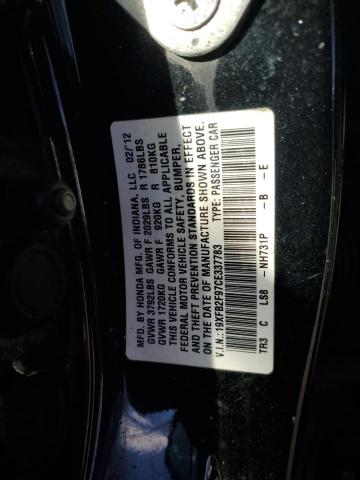 MFD. BY HONDA MFG. OF INDIANA, LLC 02/'12
GVWR 3792LBS GAWR F 2029LBS R 1786LBS
GVWR 1720KG GAWR F 920KG R 810KG
THIS VEHICLE CONFORMS TO ALL APPLICABLE
FEDERAL MOTOR VEHICLE SAFETY, BUMPER,
AND THEFT PREVENTION STANDARDS IN EFFECT
ON THE DATE OF MANUFACTURE SHOWN ABOVE.
V.I.N.: 19XFB2F97CE337783 TYPE: PASSENGER CAR
TR3 C LS8 -NH731P -B -E